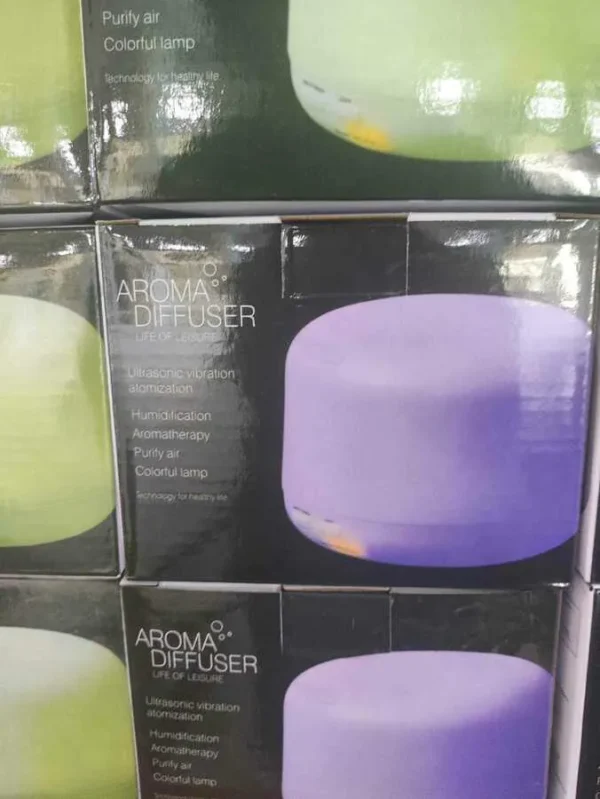 Purify air
Colorful lamp
Technology for healthy life
AROMA
DIFFUSER
LIFE OF LEISURE
Ultrasonic vibration
atomization
Humidification
Aromatherapy
Purify air
Colorful lamp
Technology for healthy life
AROMA
DIFFUSER
LIFE OF LEISURE
Ultrasonic vibration
atomization
Humidification
Aromatherapy
Purify air
Colorful lamp